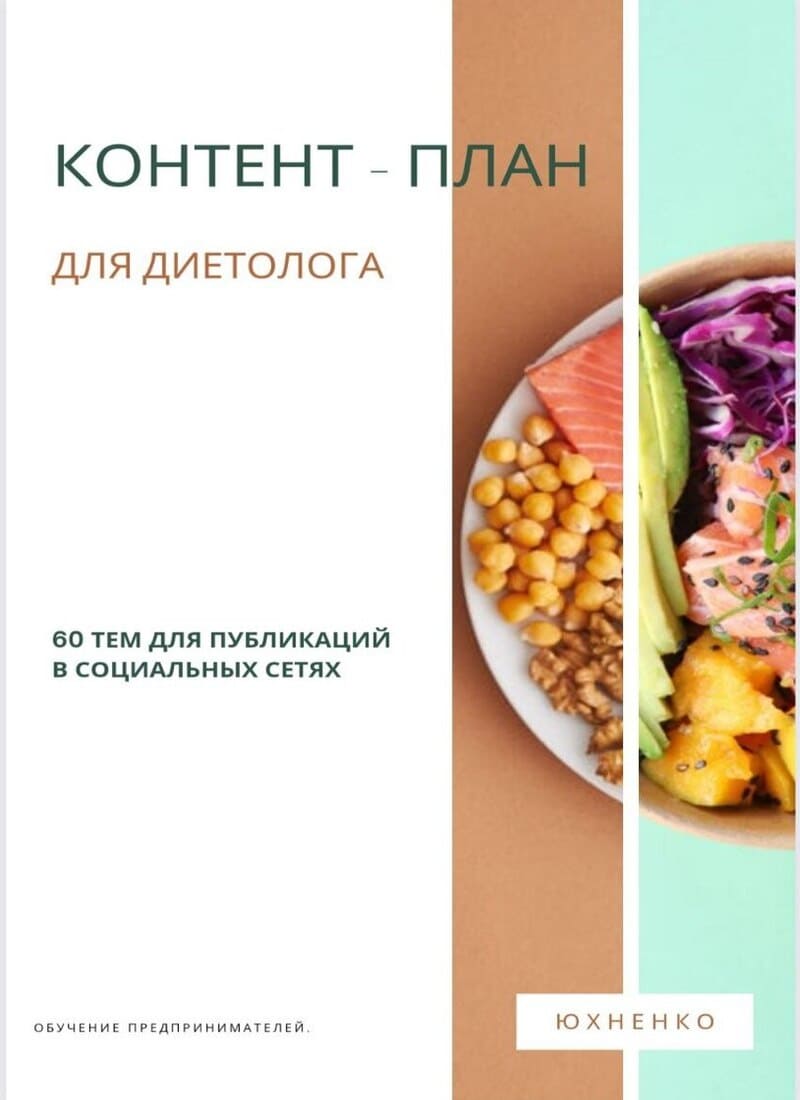 КОНТЕНТ - ПЛАН
ДЛЯ ДИЕТОЛОГА
60 ТЕМ ДЛЯ ПУБЛИКАЦИЙ
В СОЦИАЛЬНЫХ СЕТЯХ
ОБУЧЕНИЕ ПРЕДПРИНИМАТЕЛЕЙ.
ЮХНЕНКО